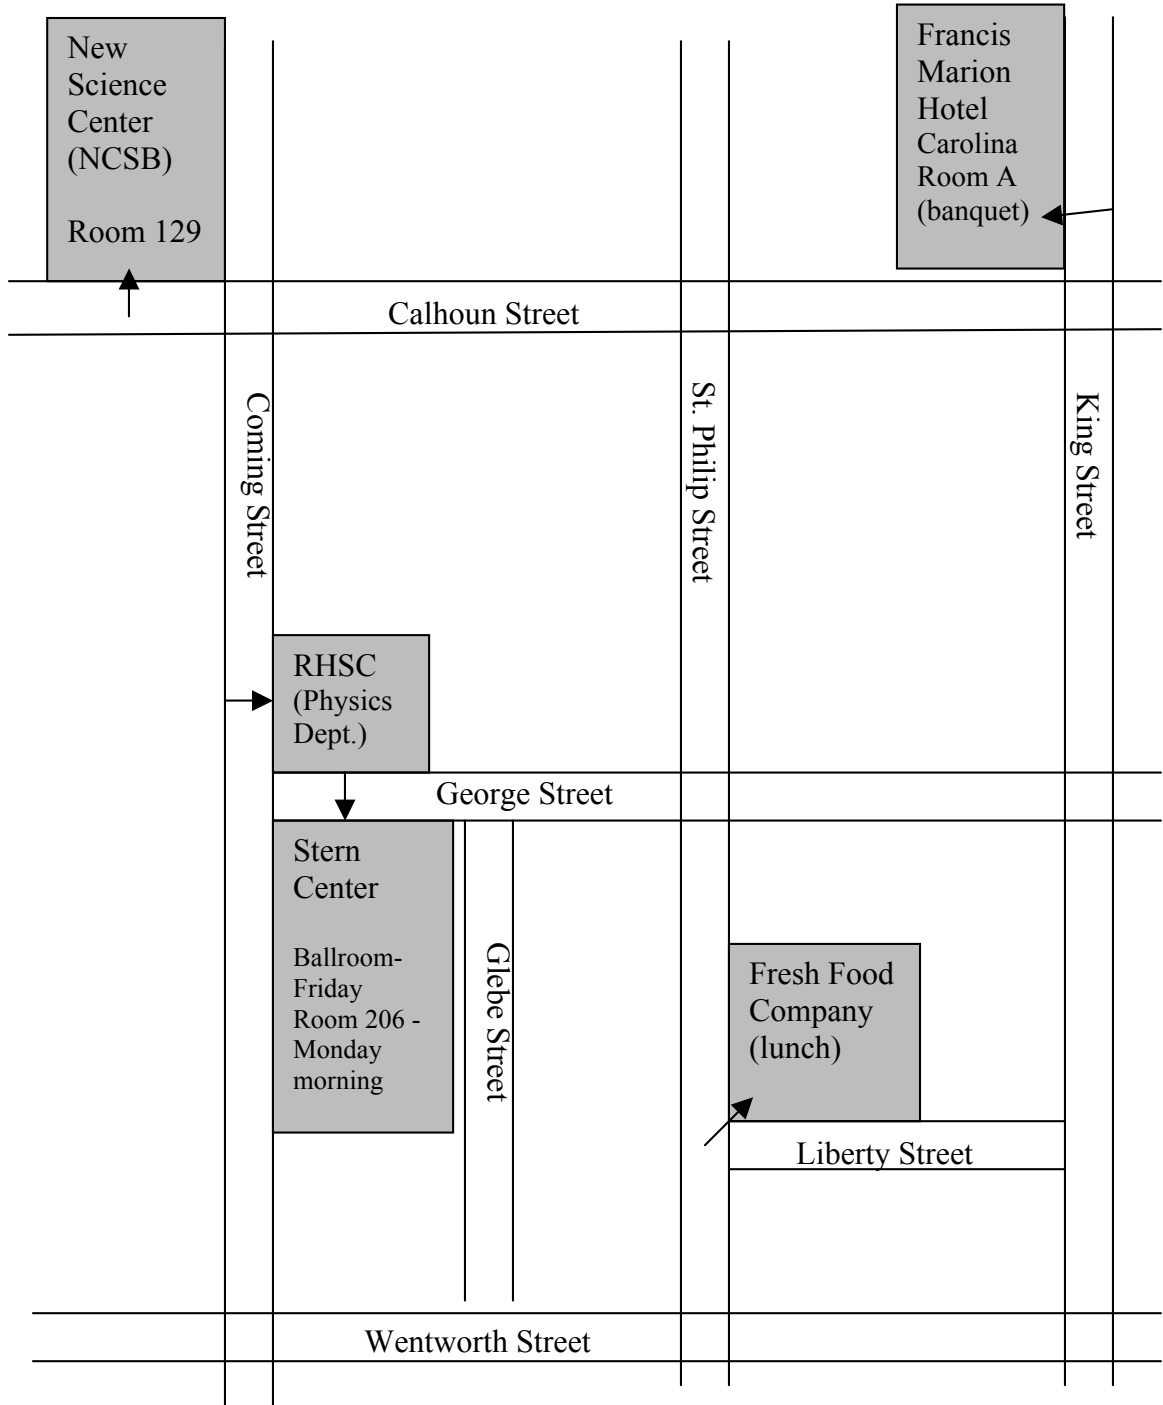 New
Science
Center
(NCSB)
Room 129
Francis
Marion
Hotel
Carolina
Room A
(banquet)
Calhoun Street
Coming Street
St. Philip Street
King Street
RHSC
(Physics
Dept.)
George Street
Stern
Center
Ballroom-
Friday
Room 206 -
Monday
morning
Glebe Street
Fresh Food
Company
(lunch)
Liberty Street
Wentworth Street